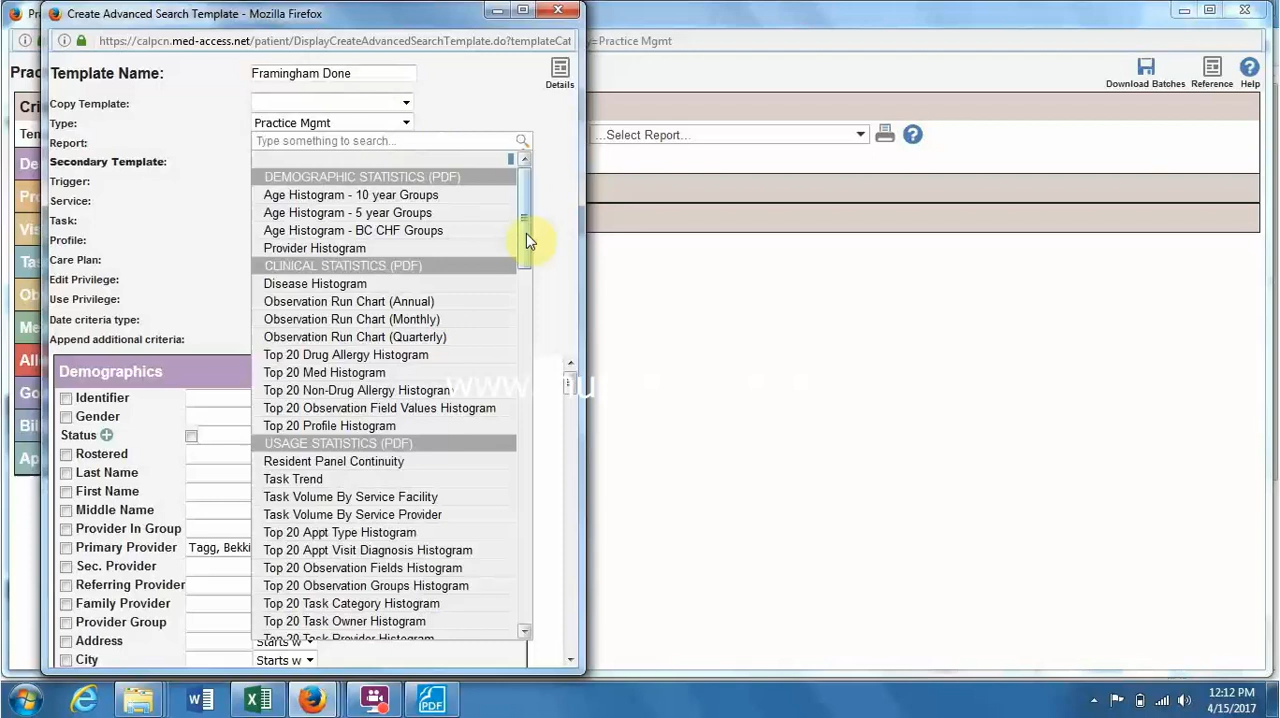 Create Advanced Search Template - Mozilla Firefox
https://calpcn.med-access.net/patient/DisplayCreateAdvancedSearchTemplate.do?templateCat
y=Practice Mgmt
Template Name: Framingham Done
Details
Download Batches Reference Help
Copy Template:
Type: Practice Mgmt
...Select Report...
Report: Type something to search...
Secondary Template:
Trigger: DEMOGRAPHIC STATISTICS (PDF)
Service: Age Histogram - 10 year Groups
Task: Age Histogram - 5 year Groups
Profile: Age Histogram - BC CHF Groups
Care Plan: Provider Histogram
CLINICAL STATISTICS (PDF)
Edit Privilege: Disease Histogram
Use Privilege: Observation Run Chart (Annual)
Date criteria type: Observation Run Chart (Monthly)
Append additional criteria: Observation Run Chart (Quarterly)
Top 20 Drug Allergy Histogram
Demographics Top 20 Med Histogram
Identifier Top 20 Non-Drug Allergy Histogram
Gender Top 20 Observation Field Values Histogram
Status Top 20 Profile Histogram
USAGE STATISTICS (PDF)
Rostered Resident Panel Continuity
Last Name Task Trend
First Name Task Volume By Service Facility
Middle Name Task Volume By Service Provider
Provider In Group Top 20 Appt Type Histogram
Primary Provider Tagg, Bekki Top 20 Appt Visit Diagnosis Histogram
Sec. Provider Top 20 Observation Fields Histogram
Referring Provider Top 20 Observation Groups Histogram
Family Provider Top 20 Task Category Histogram
Provider Group Top 20 Task Owner Histogram
Address Top 20 Task Provider Histogram
Starts w
City Starts w
12:12 PM
4/15/2017